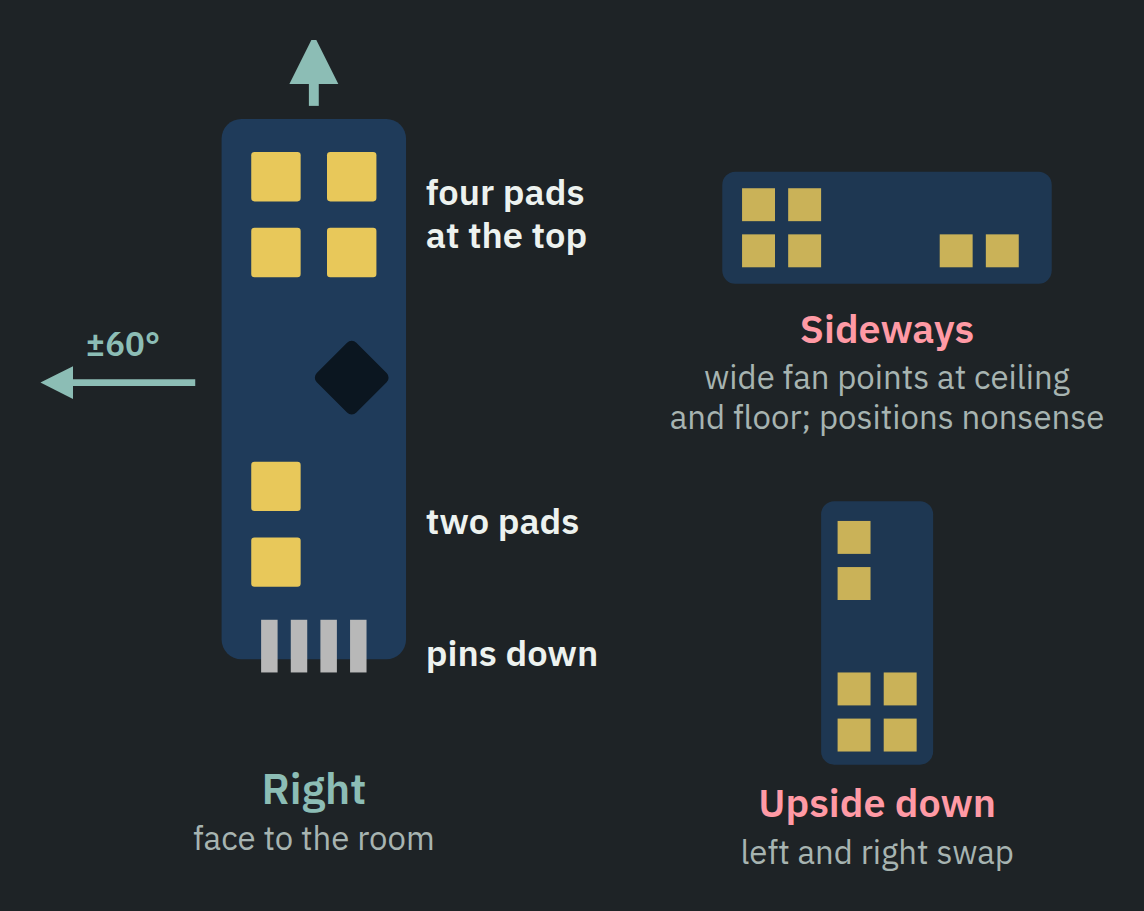 four pads
at the top
±60°
two pads
pins down
Right
face to the room
Sideways
wide fan points at ceiling
and floor; positions nonsense
Upside down
left and right swap